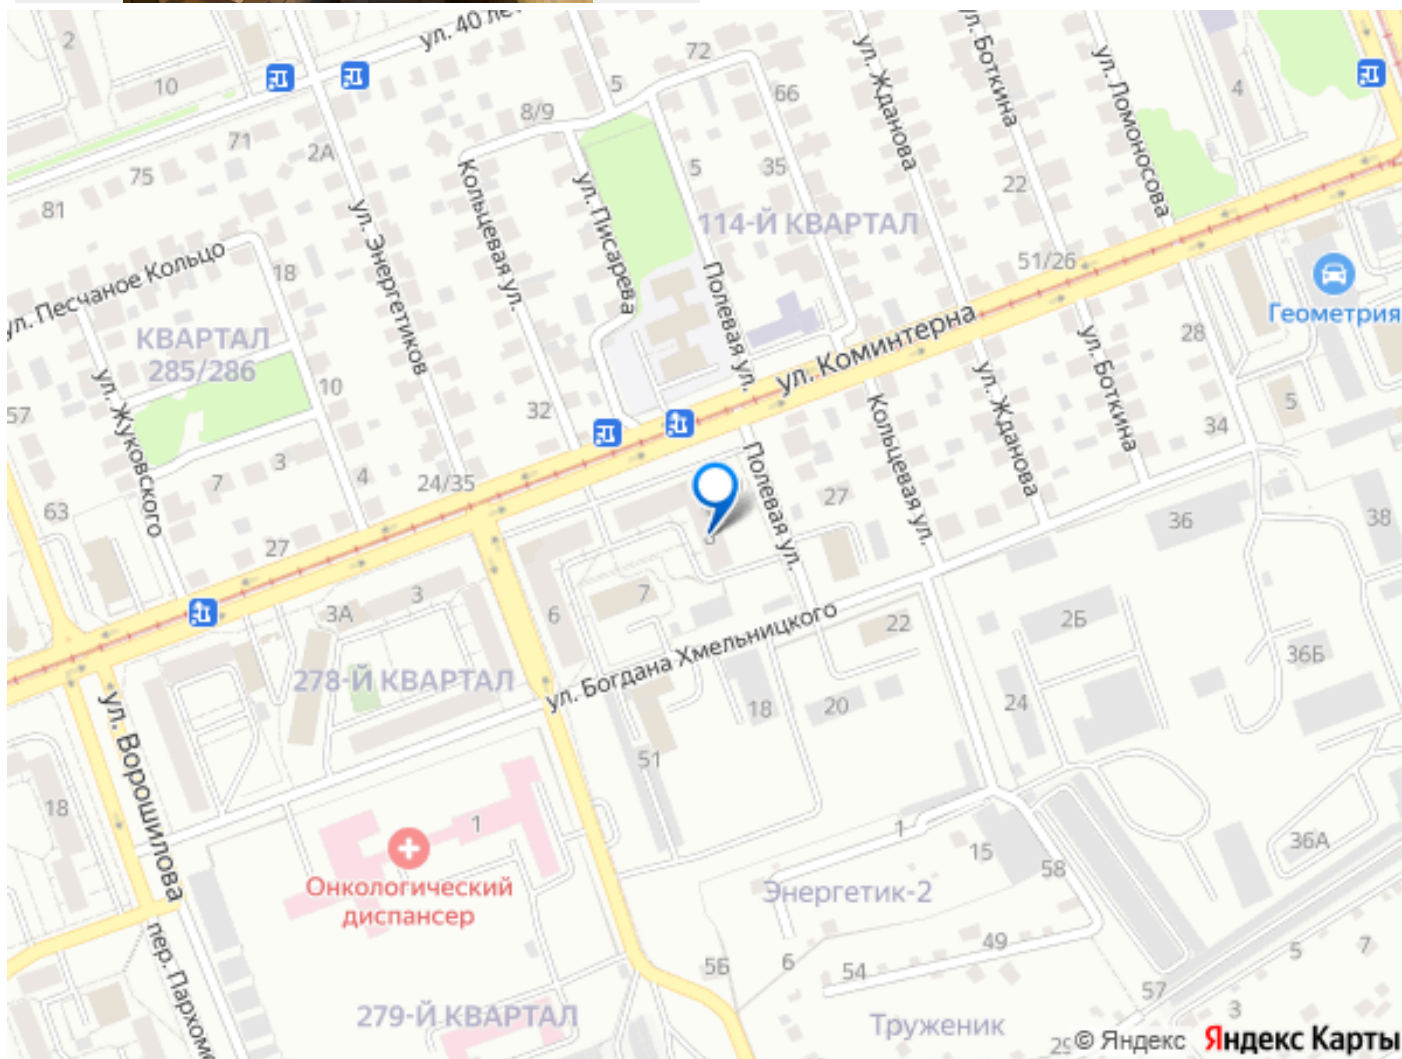 2
ул. 40 лет
72
10
5
66
4
8/9
71
2А
75
5
35
22
81
Кольцевая ул.
ул. Писарева
ул. Жданова
ул. Боткина
ул. Ломоносова
ул. Энергетиков
114-Й КВАРТАЛ
ул. Песчаное Кольцо
18
51/26
Полевая ул.
Геометрия
КВАРТАЛ
285/286
28
ул. Коминтерна
10
57
ул. Жуковского
32
ул. Жданова
ул. Боткина
5
Кольцевая ул.
34
3
7
4
24/35
Полевая ул.
27
63
36
38
27
3А
3
7
6
2Б
22
ул. Богдана Хмельницкого
36Б
278-Й КВАРТАЛ
18
20
24
ул. Ворошилова
51
18
1
1
15
58
36А
Онкологический
диспансер
Энергетик-2
пер. Пархоме
49
5
7
5Б
6
54
57
3
279-Й КВАРТАЛ
Труженик
© Яндекс
Яндекс Карты